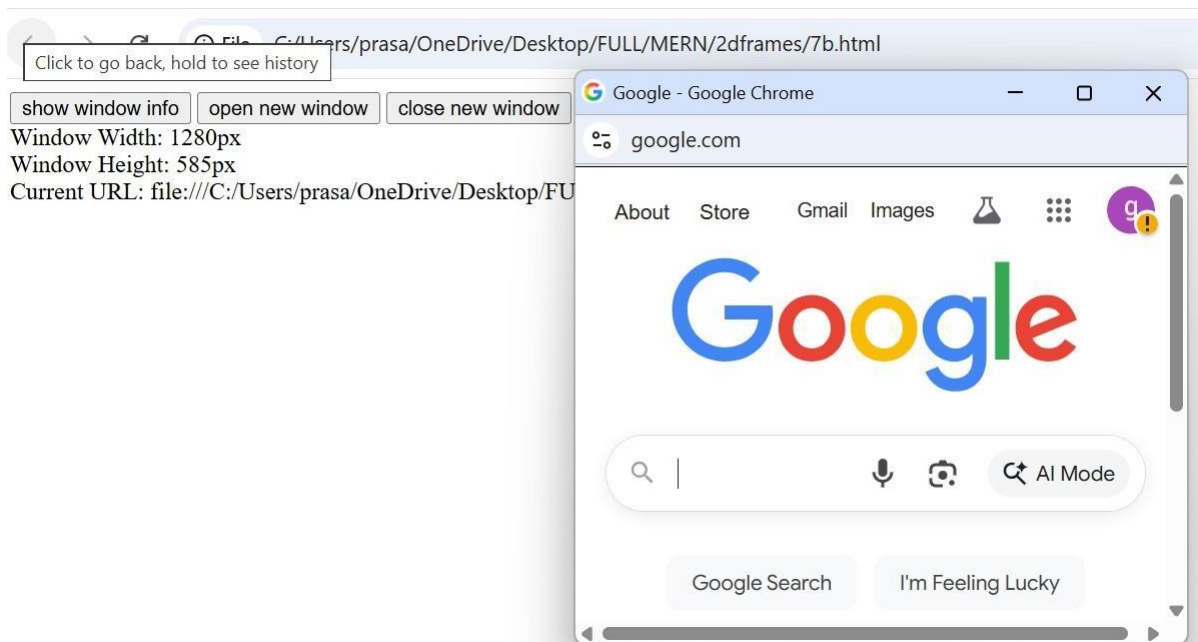 File C:/Users/prasa/OneDrive/Desktop/FULL/MERN/2dframes/7b.html
Click to go back, hold to see history
show window info open new window close new window
Window Width: 1280px
Window Height: 585px
Current URL: file:///C:/Users/prasa/OneDrive/Desktop/FU
Google - Google Chrome
google.com
About Store Gmail Images g
Google
AI Mode
Google Search I'm Feeling Lucky